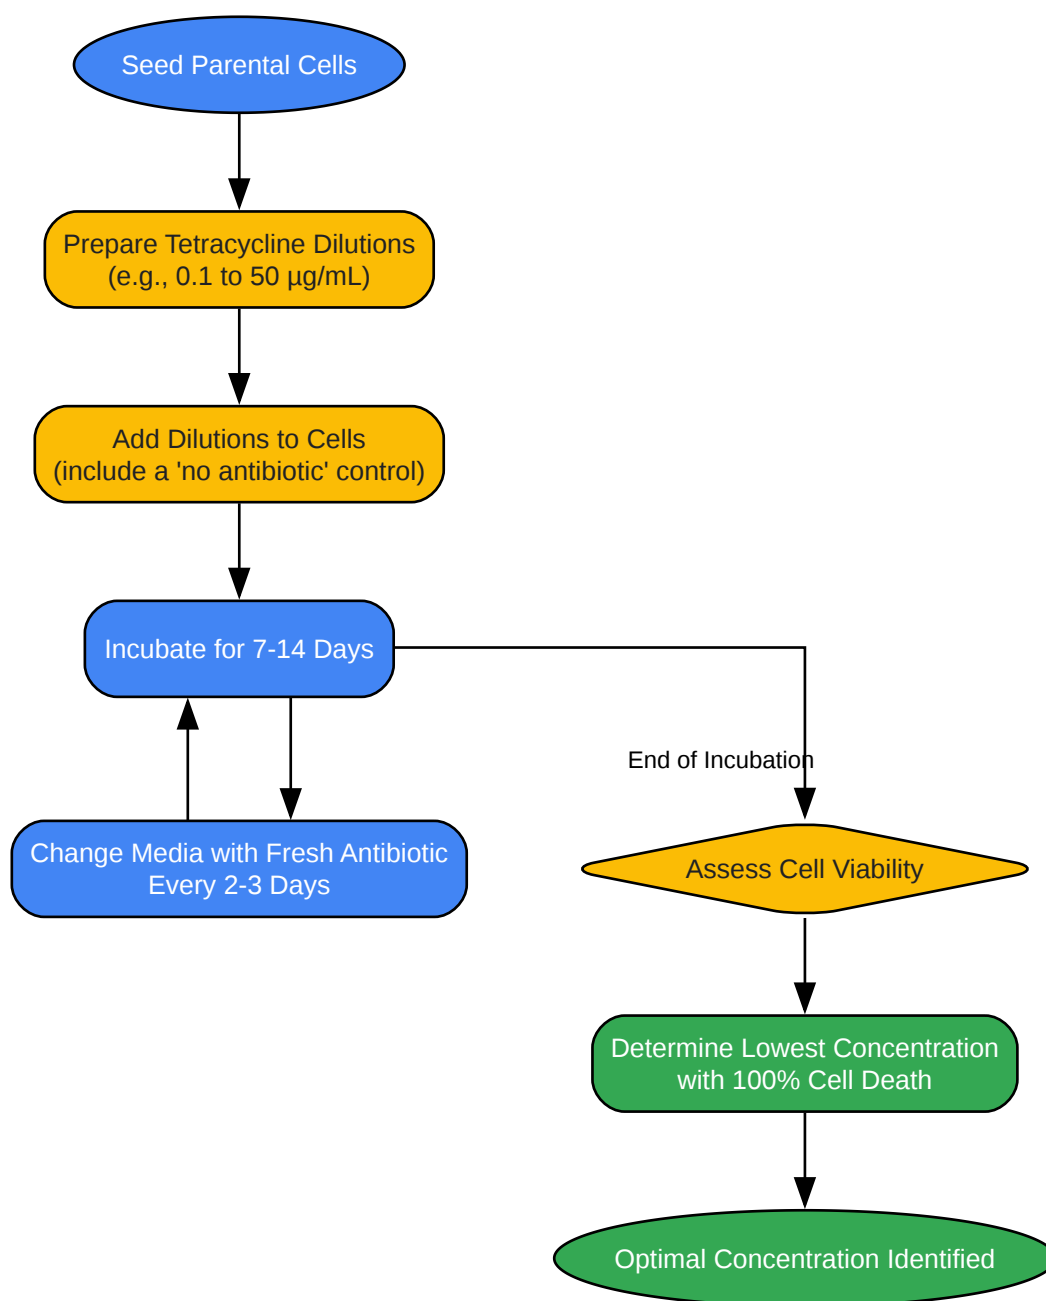 Seed Parental Cells
Prepare Tetracycline Dilutions
(e.g., 0.1 to 50 µg/mL)
Add Dilutions to Cells
(include a 'no antibiotic' control)
Incubate for 7-14 Days
End of Incubation
Change Media with Fresh Antibiotic
Every 2-3 Days
Assess Cell Viability
Determine Lowest Concentration
with 100% Cell Death
Optimal Concentration Identified